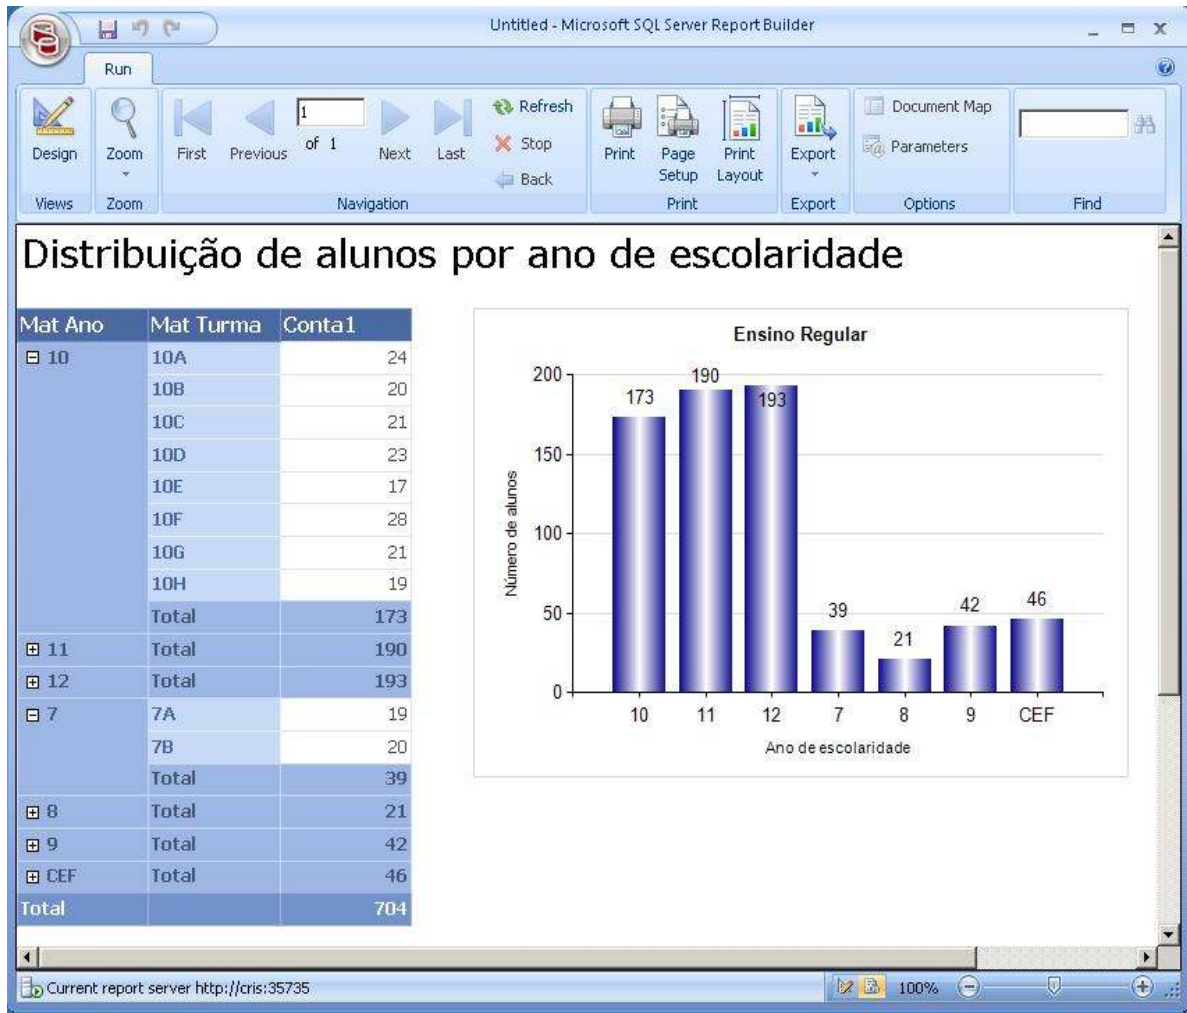 Untitled - Microsoft SQL Server Report Builder
Run
Design
Zoom
First
Previous
1
of 1
Next
Last
Refresh
Stop
Back
Print
Page Setup
Print Layout
Export
Document Map
Parameters
Views
Zoom
Navigation
Print
Export
Options
Find
Distribuição de alunos por ano de escolaridade
Mat Ano Mat Turma Conta1
10 10A 24
10B 20
10C 21
10D 23
10E 17
10F 28
10G 21
10H 19
Total 173
11 Total 190
12 Total 193
7 7A 19
7B 20
Total 39
8 Total 21
9 Total 42
CEF Total 46
Total 704
Ensino Regular
Número de alunos
200
150
100
50
0
173 190 193 39 21 42 46
10 11 12 7 8 9 CEF
Ano de escolaridade
Current report server http://cris:35735
100%